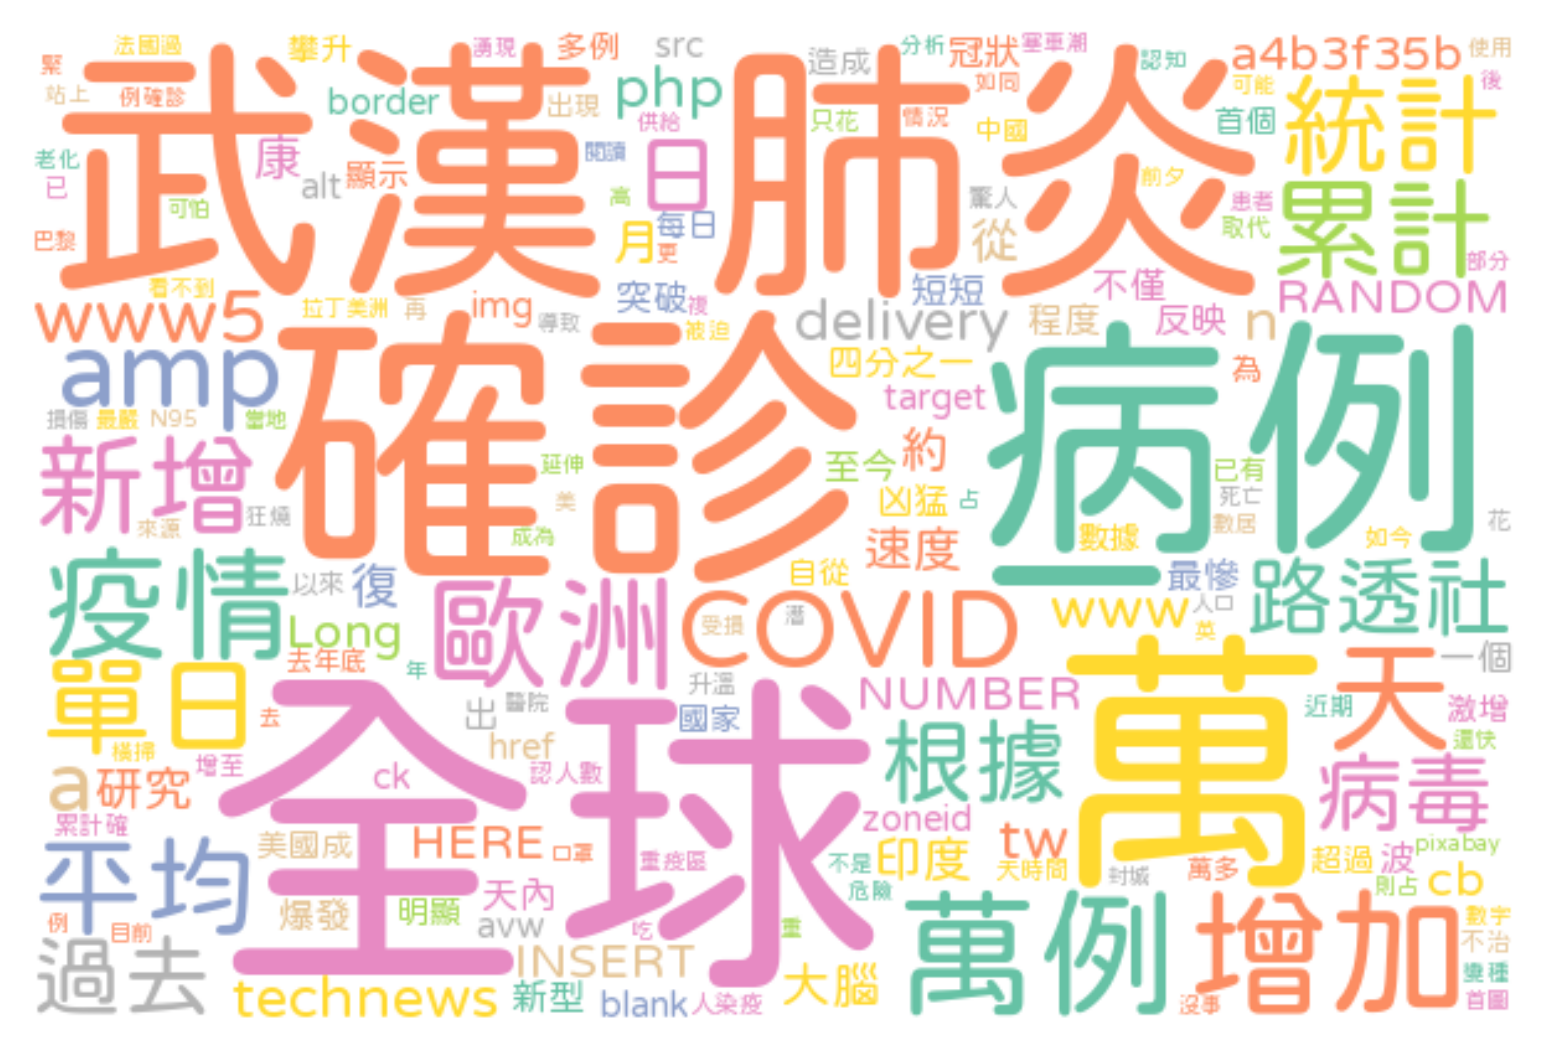 法國過 攀升 湧現 多例 src 造成 分析 冠狀 塞車潮 認知 a4b3f35b 使用
緊 站上 例確診 border 出現 php 如同 可能 後
武漢肺炎 統計
供給 只花 情況 中國 首個
老化 康 閱讀 日
已 alt 顯示 高 驚人 前夕 患者 累計
可怕 每日 取代
巴黎 月 更 從 部分
看不到 短短 不僅 RANDOM
www5 拉丁美洲 再 img 導致 突破 複 被迫 delivery 程度 反映 n
amp 確診 四分之一 為 病例
損傷 最嚴 N95 當地 target
新增 延伸 至今 約 已有
來源 狂燒 美 凶猛 占 死亡 花
成為 速度 數據 數居 如今
疫情 以來 復 歐洲 自從 最慘 路透社
Long 受損 潛 COVID www 人口 英
去年底 年 升溫 萬 天 一個
單日 去 出 醫院 國家 NUMBER 近期 激增
橫掃 增至 全球 href 根據 還快
a 研究 ck 認人數 病毒
累計確 zoneid tw
平均 美國成 HERE 口罩 重疫區 不是 印度 天時間 封城 萬多 超過 波 pixabay
爆發 明顯 天內 危險 則占 cb
例 目前 avw 吃 重 萬例 增加 數字
過去 INSERT 大腦 不治
technews 新型 blank 人染疫 沒事 變種
首圖